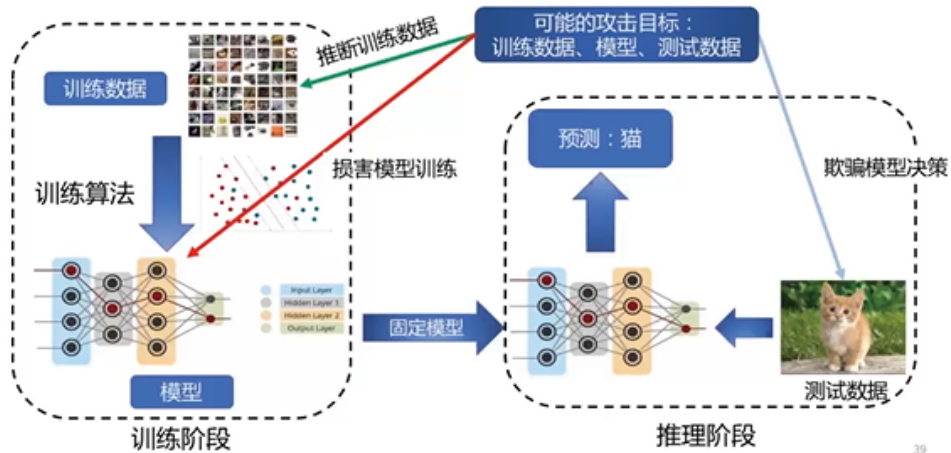 可能的攻击目标：
训练数据、模型、测试数据
推断训练数据
训练数据
损害模型训练
训练算法
Input Layer
Hidden Layer 1
Hidden Layer 2
Output Layer
模型
训练阶段
固定模型
预测：猫
欺骗模型决策
测试数据
推理阶段
39